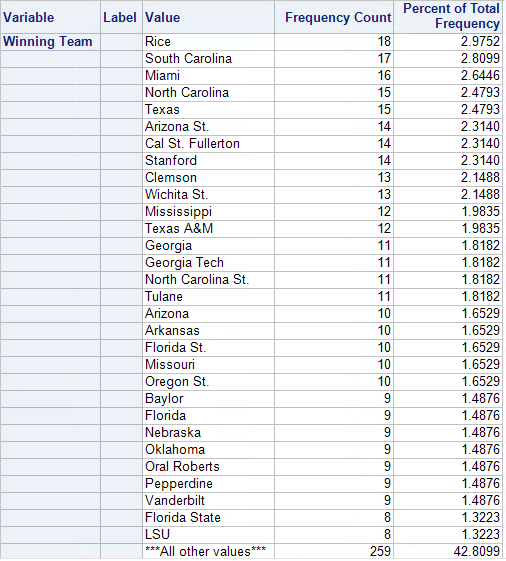 Variable Label Value Frequency Count Percent of Total Frequency
Winning Team Rice 18 2.9752
South Carolina 17 2.8099
Miami 16 2.6446
North Carolina 15 2.4793
Texas 15 2.4793
Arizona St. 14 2.3140
Cal St. Fullerton 14 2.3140
Stanford 14 2.3140
Clemson 13 2.1488
Wichita St. 13 2.1488
Mississippi 12 1.9835
Texas A&M 12 1.9835
Georgia 11 1.8182
Georgia Tech 11 1.8182
North Carolina St. 11 1.8182
Tulane 11 1.8182
Arizona 10 1.6529
Arkansas 10 1.6529
Florida St. 10 1.6529
Missouri 10 1.6529
Oregon St. 10 1.6529
Baylor 9 1.4876
Florida 9 1.4876
Nebraska 9 1.4876
Oklahoma 9 1.4876
Oral Roberts 9 1.4876
Pepperdine 9 1.4876
Vanderbilt 9 1.4876
Florida State 8 1.3223
LSU 8 1.3223
***All other values*** 259 42.8099